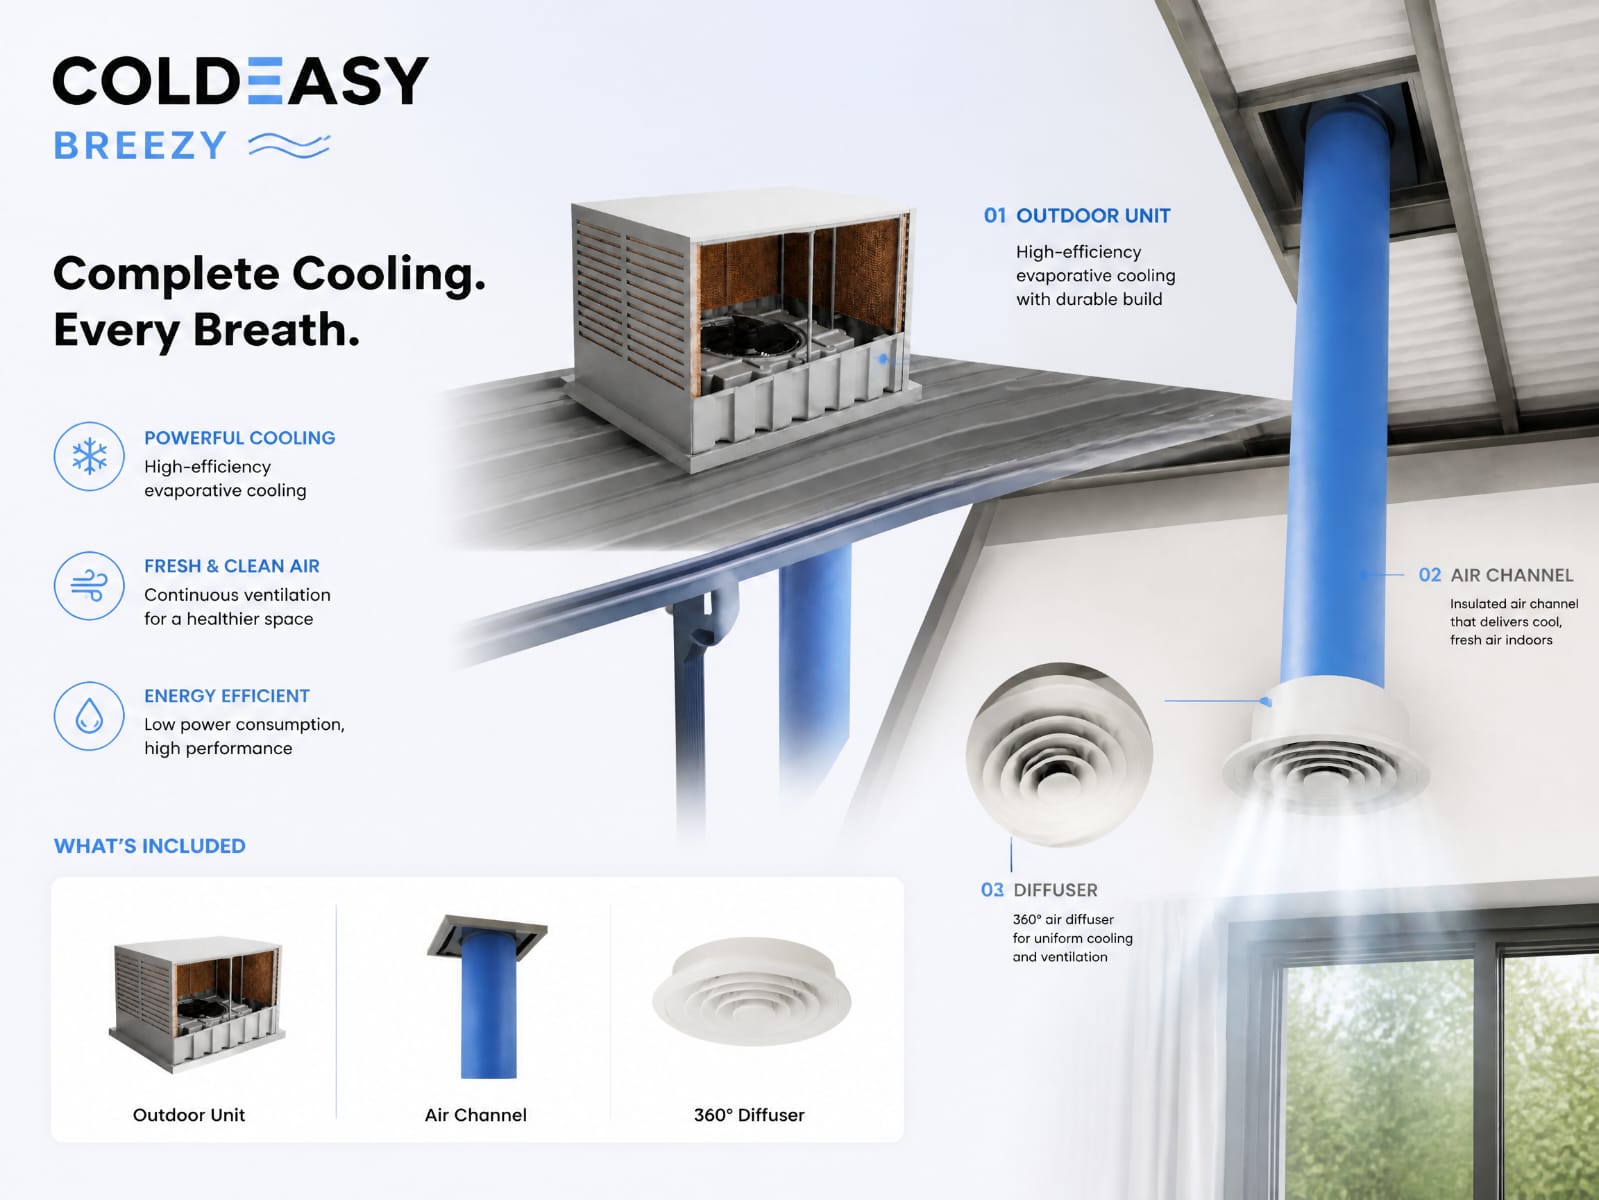 COLDEASY
BREEZY
Complete Cooling.
Every Breath.
POWERFUL COOLING
High-efficiency
evaporative cooling
FRESH & CLEAN AIR
Continuous ventilation
for a healthier space
ENERGY EFFICIENT
Low power consumption,
high performance
01 OUTDOOR UNIT
High-efficiency
evaporative cooling
with durable build
02 AIR CHANNEL
Insulated air channel
that delivers cool,
fresh air indoors
03 DIFFUSER
360° air diffuser
for uniform cooling
and ventilation
WHAT'S INCLUDED
Outdoor Unit
Air Channel
360° Diffuser